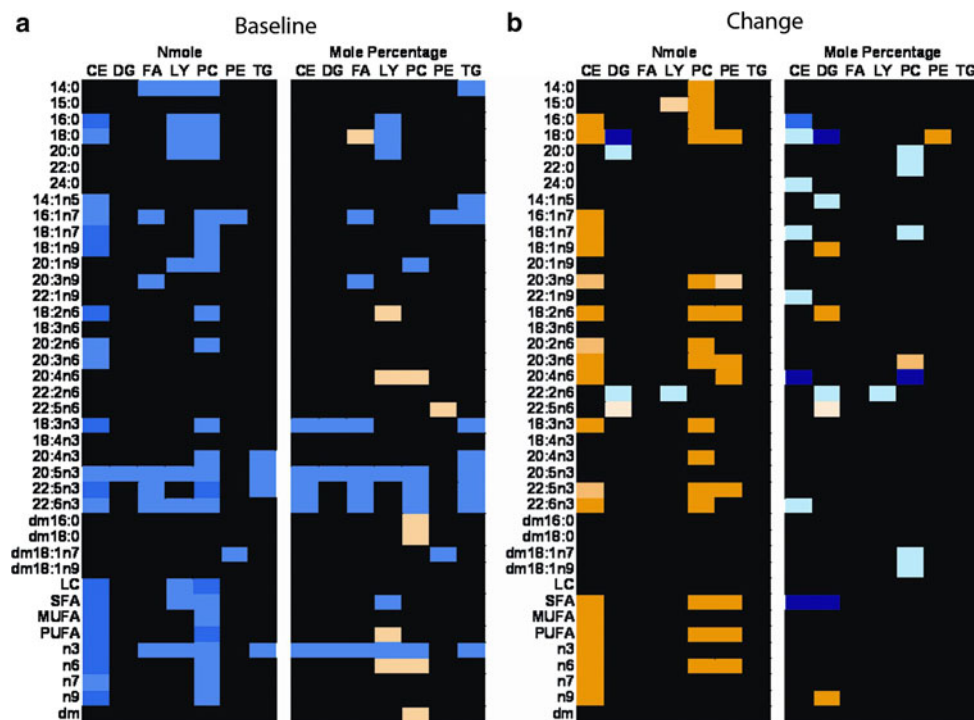 a Baseline b Change
Nmole Mole Percentage Nmole Mole Percentage
CE DG FA LY PC PE TG CE DG FA LY PC PE TG CE DG FA LY PC PE TG CE DG FA LY PC PE TG
14:0
15:0
16:0
18:0
20:0
22:0
24:0
14:1n5
16:1n7
18:1n7
18:1n9
20:1n9
20:3n9
22:1n9
18:2n6
18:3n6
20:2n6
20:3n6
20:4n6
22:2n6
22:5n6
18:3n3
18:4n3
20:4n3
20:5n3
22:5n3
22:6n3
dm16:0
dm18:0
dm18:1n7
dm18:1n9
LC
SFA
MUFA
PUFA
n3
n6
n7
n9
dm
14:0
15:0
16:0
18:0
20:0
22:0
24:0
14:1n5
16:1n7
18:1n7
18:1n9
20:1n9
20:3n9
22:1n9
18:2n6
18:3n6
20:2n6
20:3n6
20:4n6
22:2n6
22:5n6
18:3n3
18:4n3
20:4n3
20:5n3
22:5n3
22:6n3
dm16:0
dm18:0
dm18:1n7
dm18:1n9
LC
SFA
MUFA
PUFA
n3
n6
n7
n9
dm